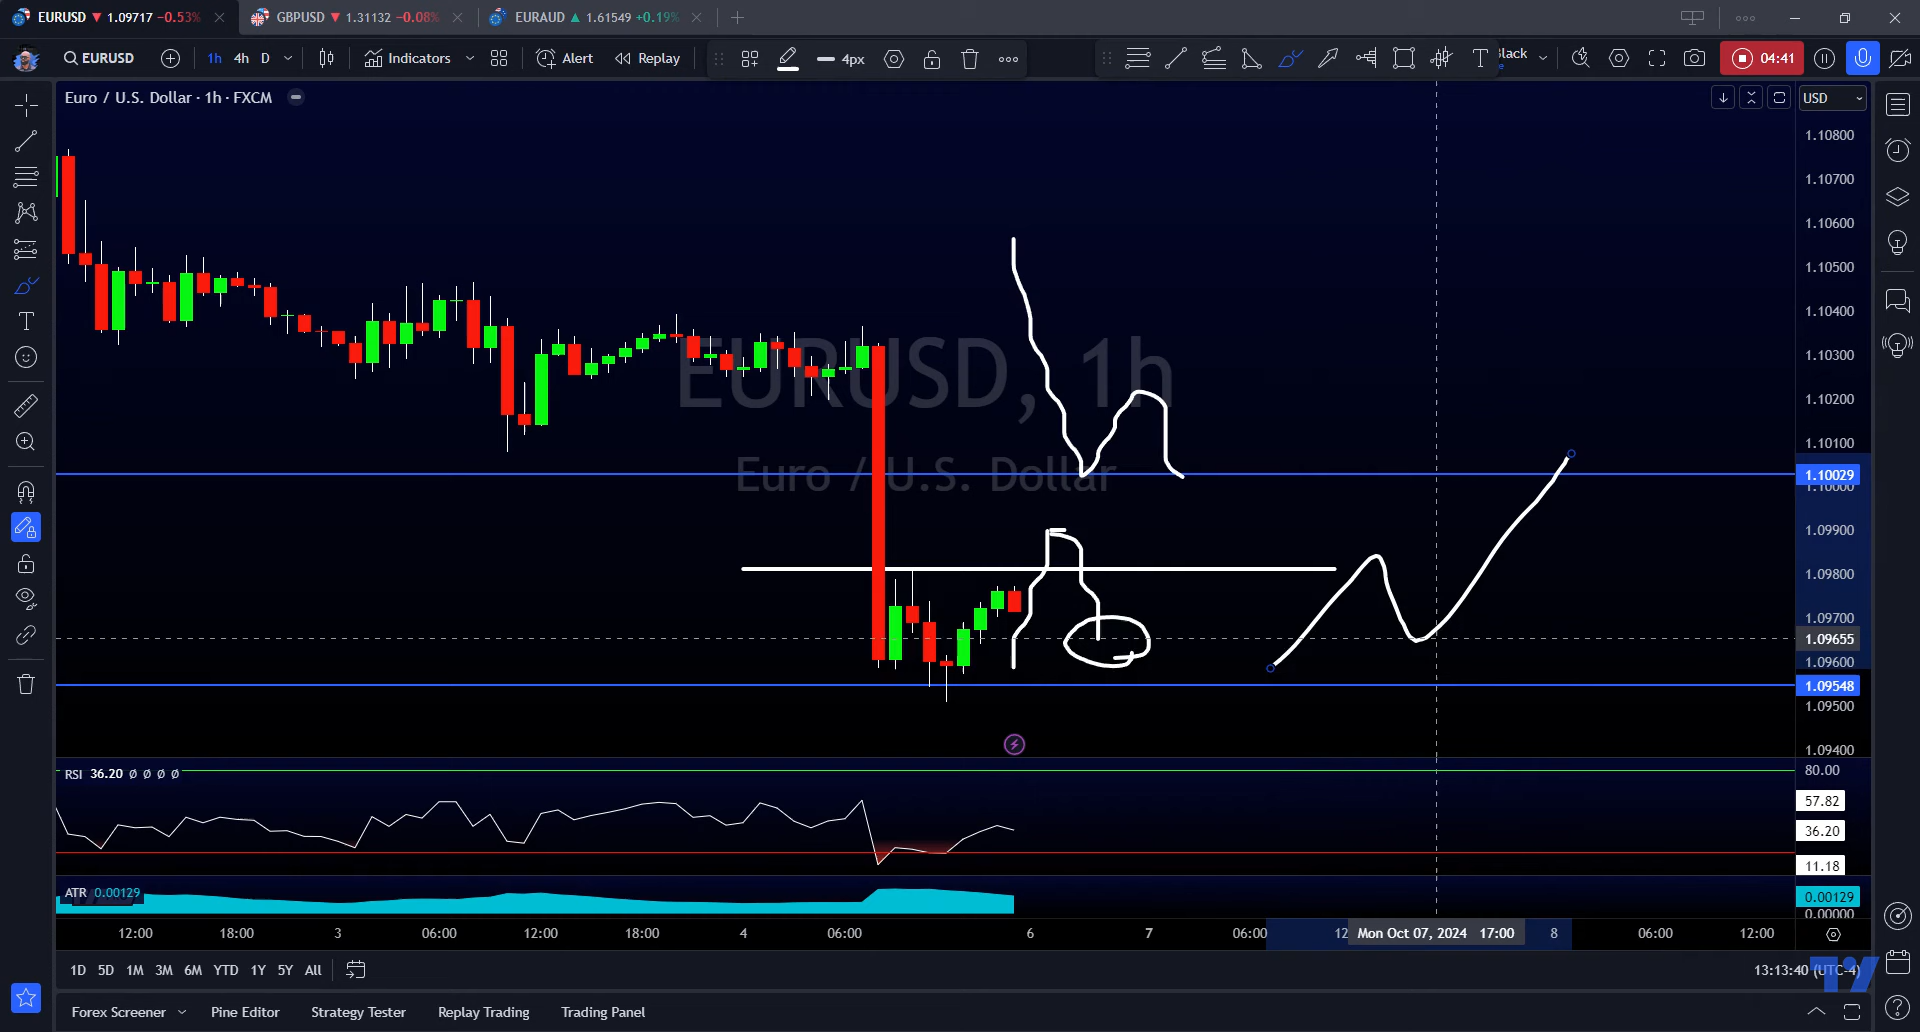 EURUSD ▼ 1.09717 −0.53%
GBPUSD ▼ 1.31132 −0.08%
EURAUD ▲ 1.61549 +0.19%
EURUSD
1h 4h D
Indicators
Alert
Replay
4px
T
Black
04:41
Euro / U.S. Dollar · 1h · FXCM
USD
EURUSD, 1h
Euro / U.S. Dollar
1.10800
1.10700
1.10600
1.10500
1.10400
1.10300
1.10200
1.10100
1.10029
1.10000
1.09900
1.09800
1.09700
1.09655
1.09600
1.09548
1.09500
1.09400
RSI 36.20 Ø Ø Ø Ø
80.00
57.82
36.20
11.18
ATR 0.00129
0.00129
0.00000
12:00 18:00 3 06:00 12:00 18:00 4 06:00 6 7 06:00 12 Mon Oct 07, 2024 17:00 8 06:00 12:00
1D 5D 1M 3M 6M YTD 1Y 5Y All
13:13:40 (UTC-4)
Forex Screener Pine Editor Strategy Tester Replay Trading Trading Panel